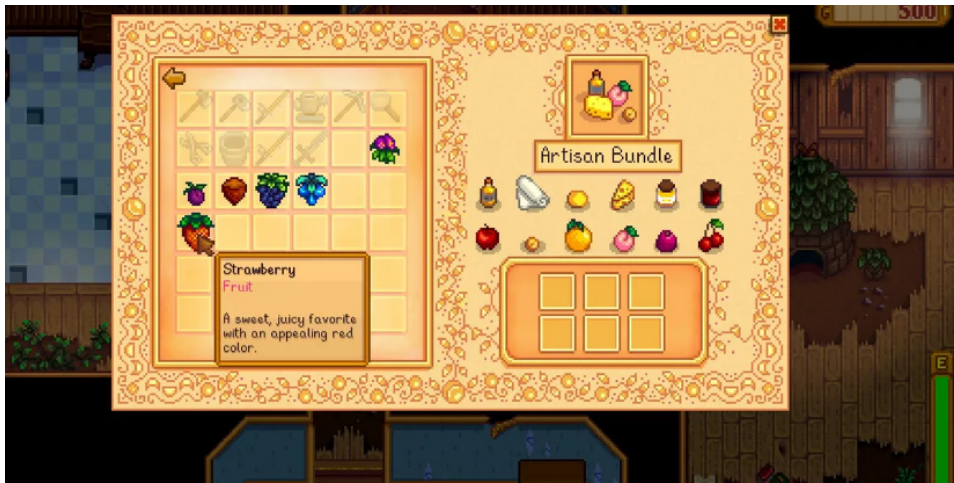 G 500
Artisan Bundle
Strawberry
Fruit
A sweet, juicy favorite
with an appealing red
color.
E